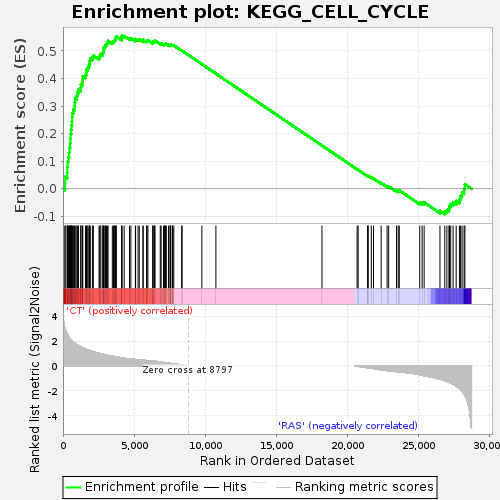 Enrichment plot: KEGG_CELL_CYCLE
Enrichment score (ES)
0.5
0.4
0.3
0.2
0.1
0.0
-0.1
Ranked list metric (Signal2Noise)
'CT' (positively correlated)
4
2
0
-2
-4
Zero cross at 8797
'RAS' (negatively correlated)
0 5,000 10,000 15,000 20,000 25,000 30,00
Rank in Ordered Dataset
Enrichment profile Hits Ranking metric scores